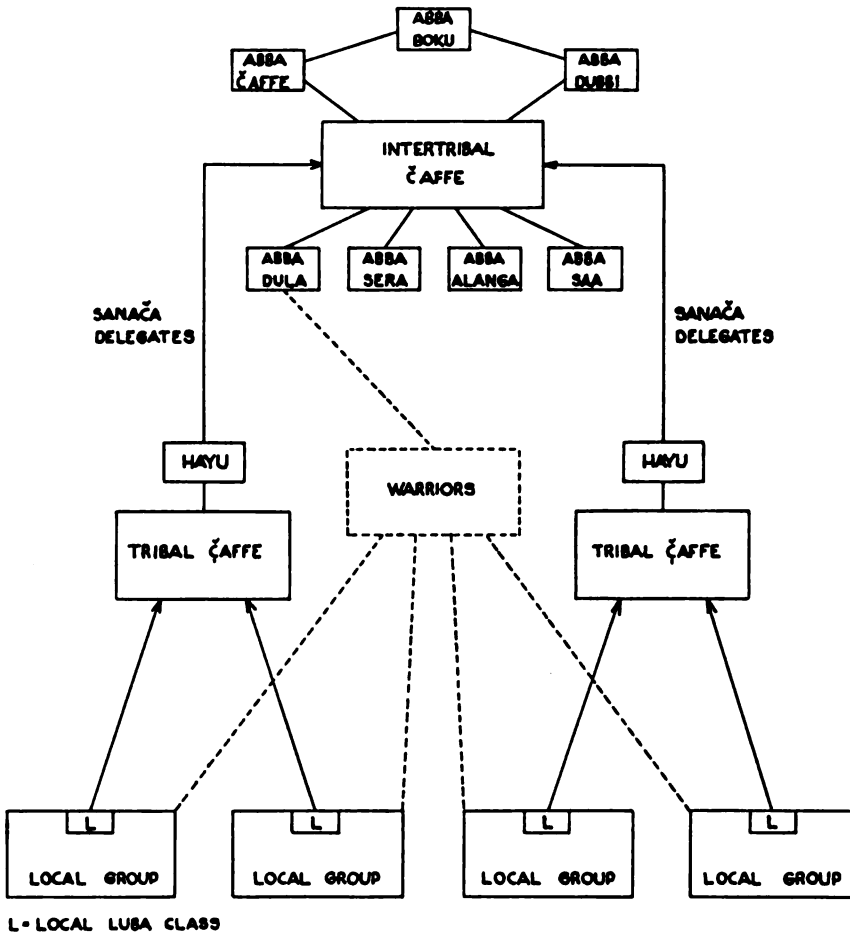 ABBA
BOKU
ABBA
ČAFFE
ABBA
DUBBI
INTERTRIBAL
ČAFFE
ABBA
DULA
ABBA
SERA
ABBA
ALANGA
ABBA
SAA
SANAČA
DELEGATES
SANAČA
DELEGATES
HAYU
HAYU
WARRIORS
TRIBAL ČAFFE
TRIBAL ČAFFE
L
L
L
L
LOCAL GROUP
LOCAL GROUP
LOCAL GROUP
LOCAL GROUP
L=LOCAL LUBA CLASS